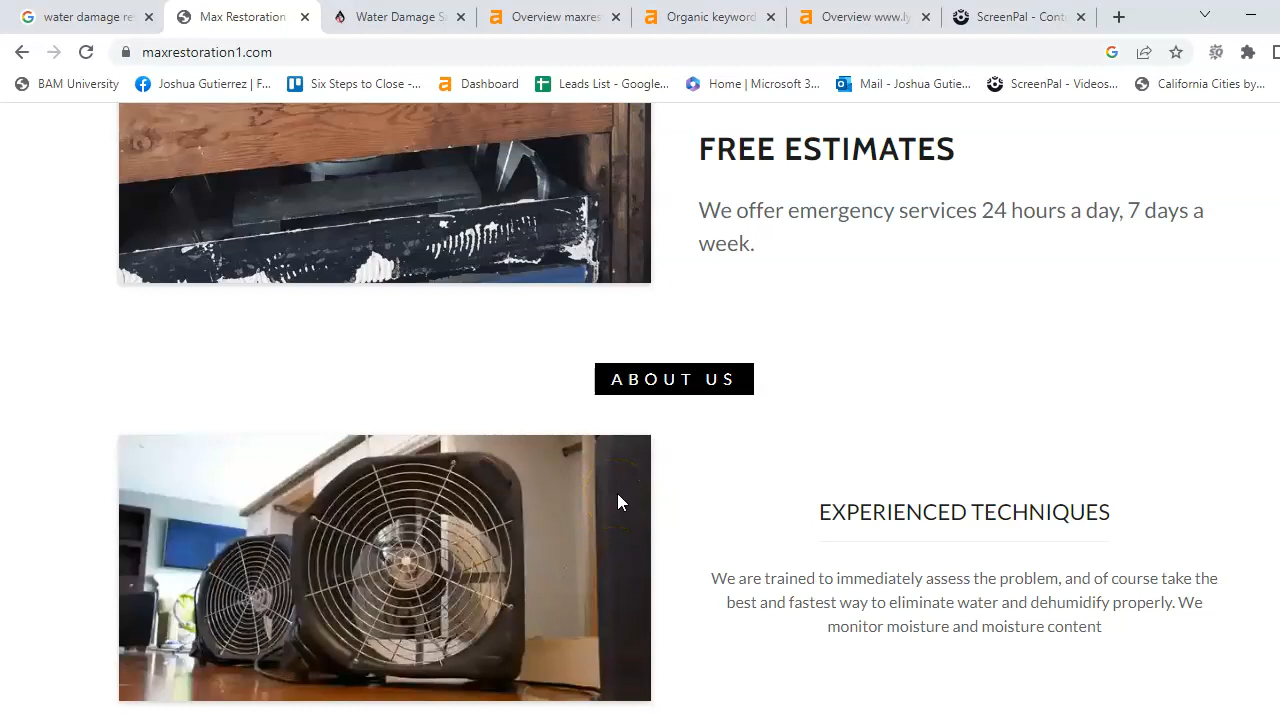 water damage re
Max Restoration
Water Damage S
Overview maxres
Organic keyword
Overview www.ly
ScreenPal - Cont
maxrestoration1.com
BAM University
Joshua Gutierrez | F...
Six Steps to Close -...
Dashboard
Leads List - Google...
Home | Microsoft 3...
Mail - Joshua Gutie...
ScreenPal - Videos...
California Cities by...
FREE ESTIMATES
We offer emergency services 24 hours a day, 7 days a
week.
ABOUT US
EXPERIENCED TECHNIQUES
We are trained to immediately assess the problem, and of course take the
best and fastest way to eliminate water and dehumidify properly. We
monitor moisture and moisture content